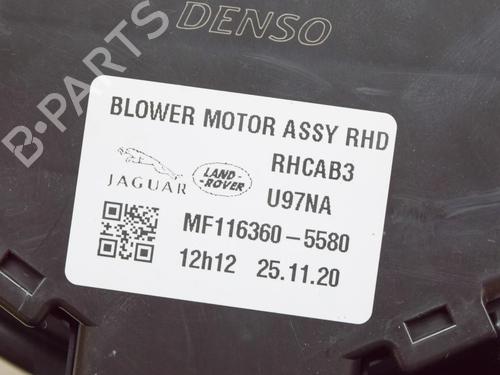 DENSO
B-PARTS
BLOWER MOTOR ASSY RHD
RHCAB3
JAGUAR
LAND-
ROVER
U97NA
MF116360-5580
12h12 25.11.20